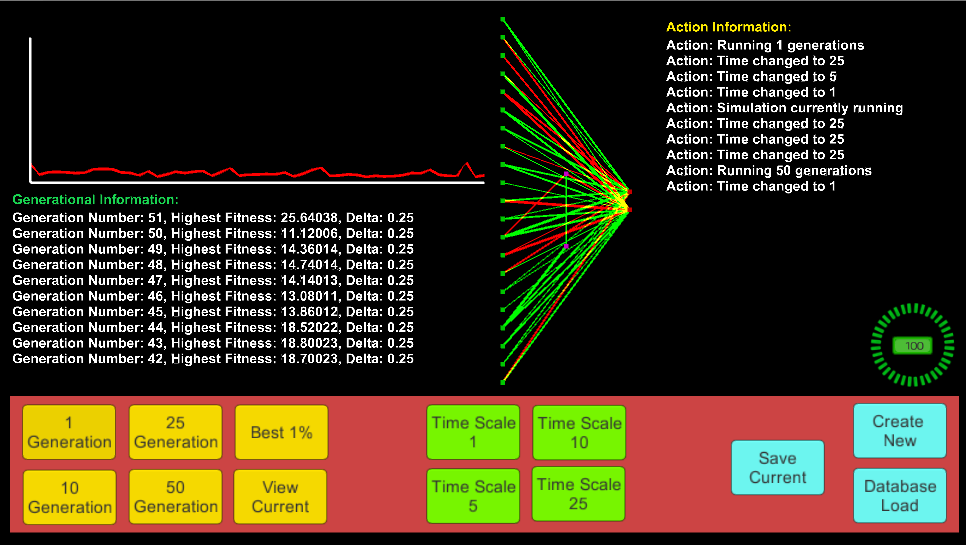 Generational Information:
Generation Number: 51, Highest Fitness: 25.64038, Delta: 0.25
Generation Number: 50, Highest Fitness: 11.12006, Delta: 0.25
Generation Number: 49, Highest Fitness: 14.36014, Delta: 0.25
Generation Number: 48, Highest Fitness: 14.74014, Delta: 0.25
Generation Number: 47, Highest Fitness: 14.14013, Delta: 0.25
Generation Number: 46, Highest Fitness: 13.08011, Delta: 0.25
Generation Number: 45, Highest Fitness: 13.86012, Delta: 0.25
Generation Number: 44, Highest Fitness: 18.52022, Delta: 0.25
Generation Number: 43, Highest Fitness: 18.80023, Delta: 0.25
Generation Number: 42, Highest Fitness: 18.70023, Delta: 0.25
Action Information:
Action: Running 1 generations
Action: Time changed to 25
Action: Time changed to 5
Action: Time changed to 1
Action: Simulation currently running
Action: Time changed to 25
Action: Time changed to 25
Action: Time changed to 25
Action: Running 50 generations
Action: Time changed to 1
100
1
Generation
25
Generation
Best 1%
10
Generation
50
Generation
View
Current
Time Scale
1
Time Scale
10
Time Scale
5
Time Scale
25
Save
Current
Create
New
Database
Load